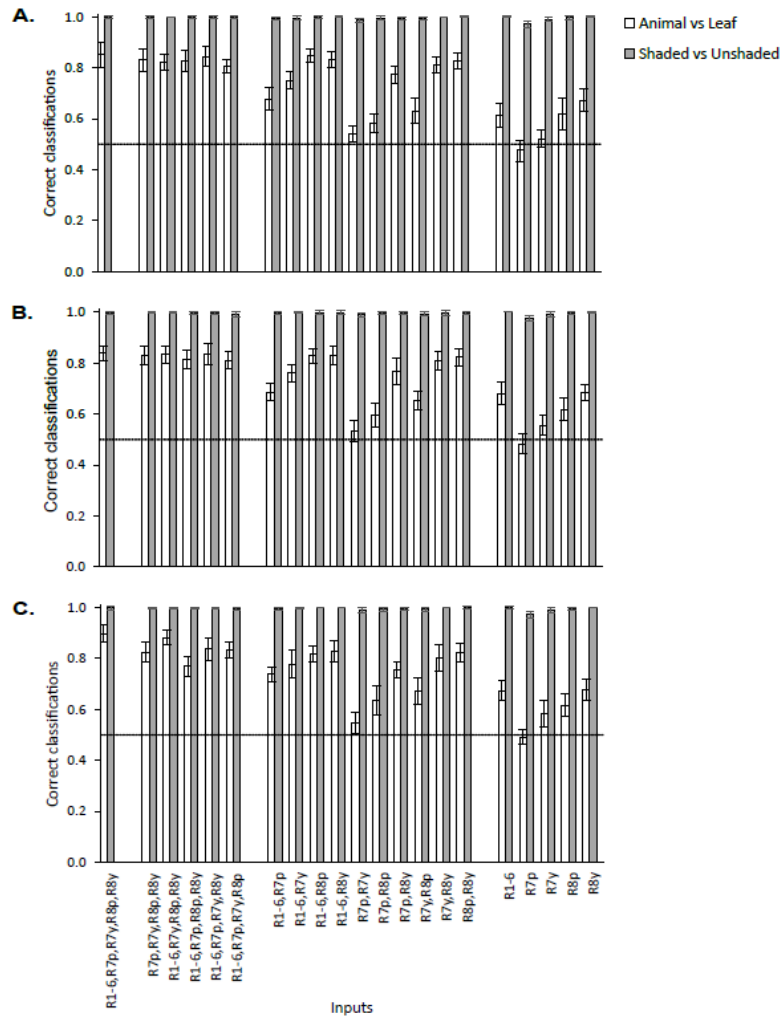 A.
Correct classifications
1.0
0.8
0.6
0.4
0.2
0.0
Animal vs Leaf
Shaded vs Unshaded
B.
Correct classifications
1.0
0.8
0.6
0.4
0.2
0.0
C.
Correct classifications
1.0
0.8
0.6
0.4
0.2
0.0
R1-6,R7p,R7y,R8p,R8y
R7p,R7y,R8p,R8y
R1-6,R7y,R8p,R8y
R1-6,R7p,R8p,R8y
R1-6,R7p,R7y,R8y
R1-6,R7p,R7y,R8p
R1-6,R7p
R1-6,R7y
R1-6,R8p
R1-6,R8y
R7p,R7y
R7p,R8p
R7p,R8y
R7y,R8p
R7y,R8y
R8p,R8y
R1-6
R7p
R7y
R8p
R8y
Inputs